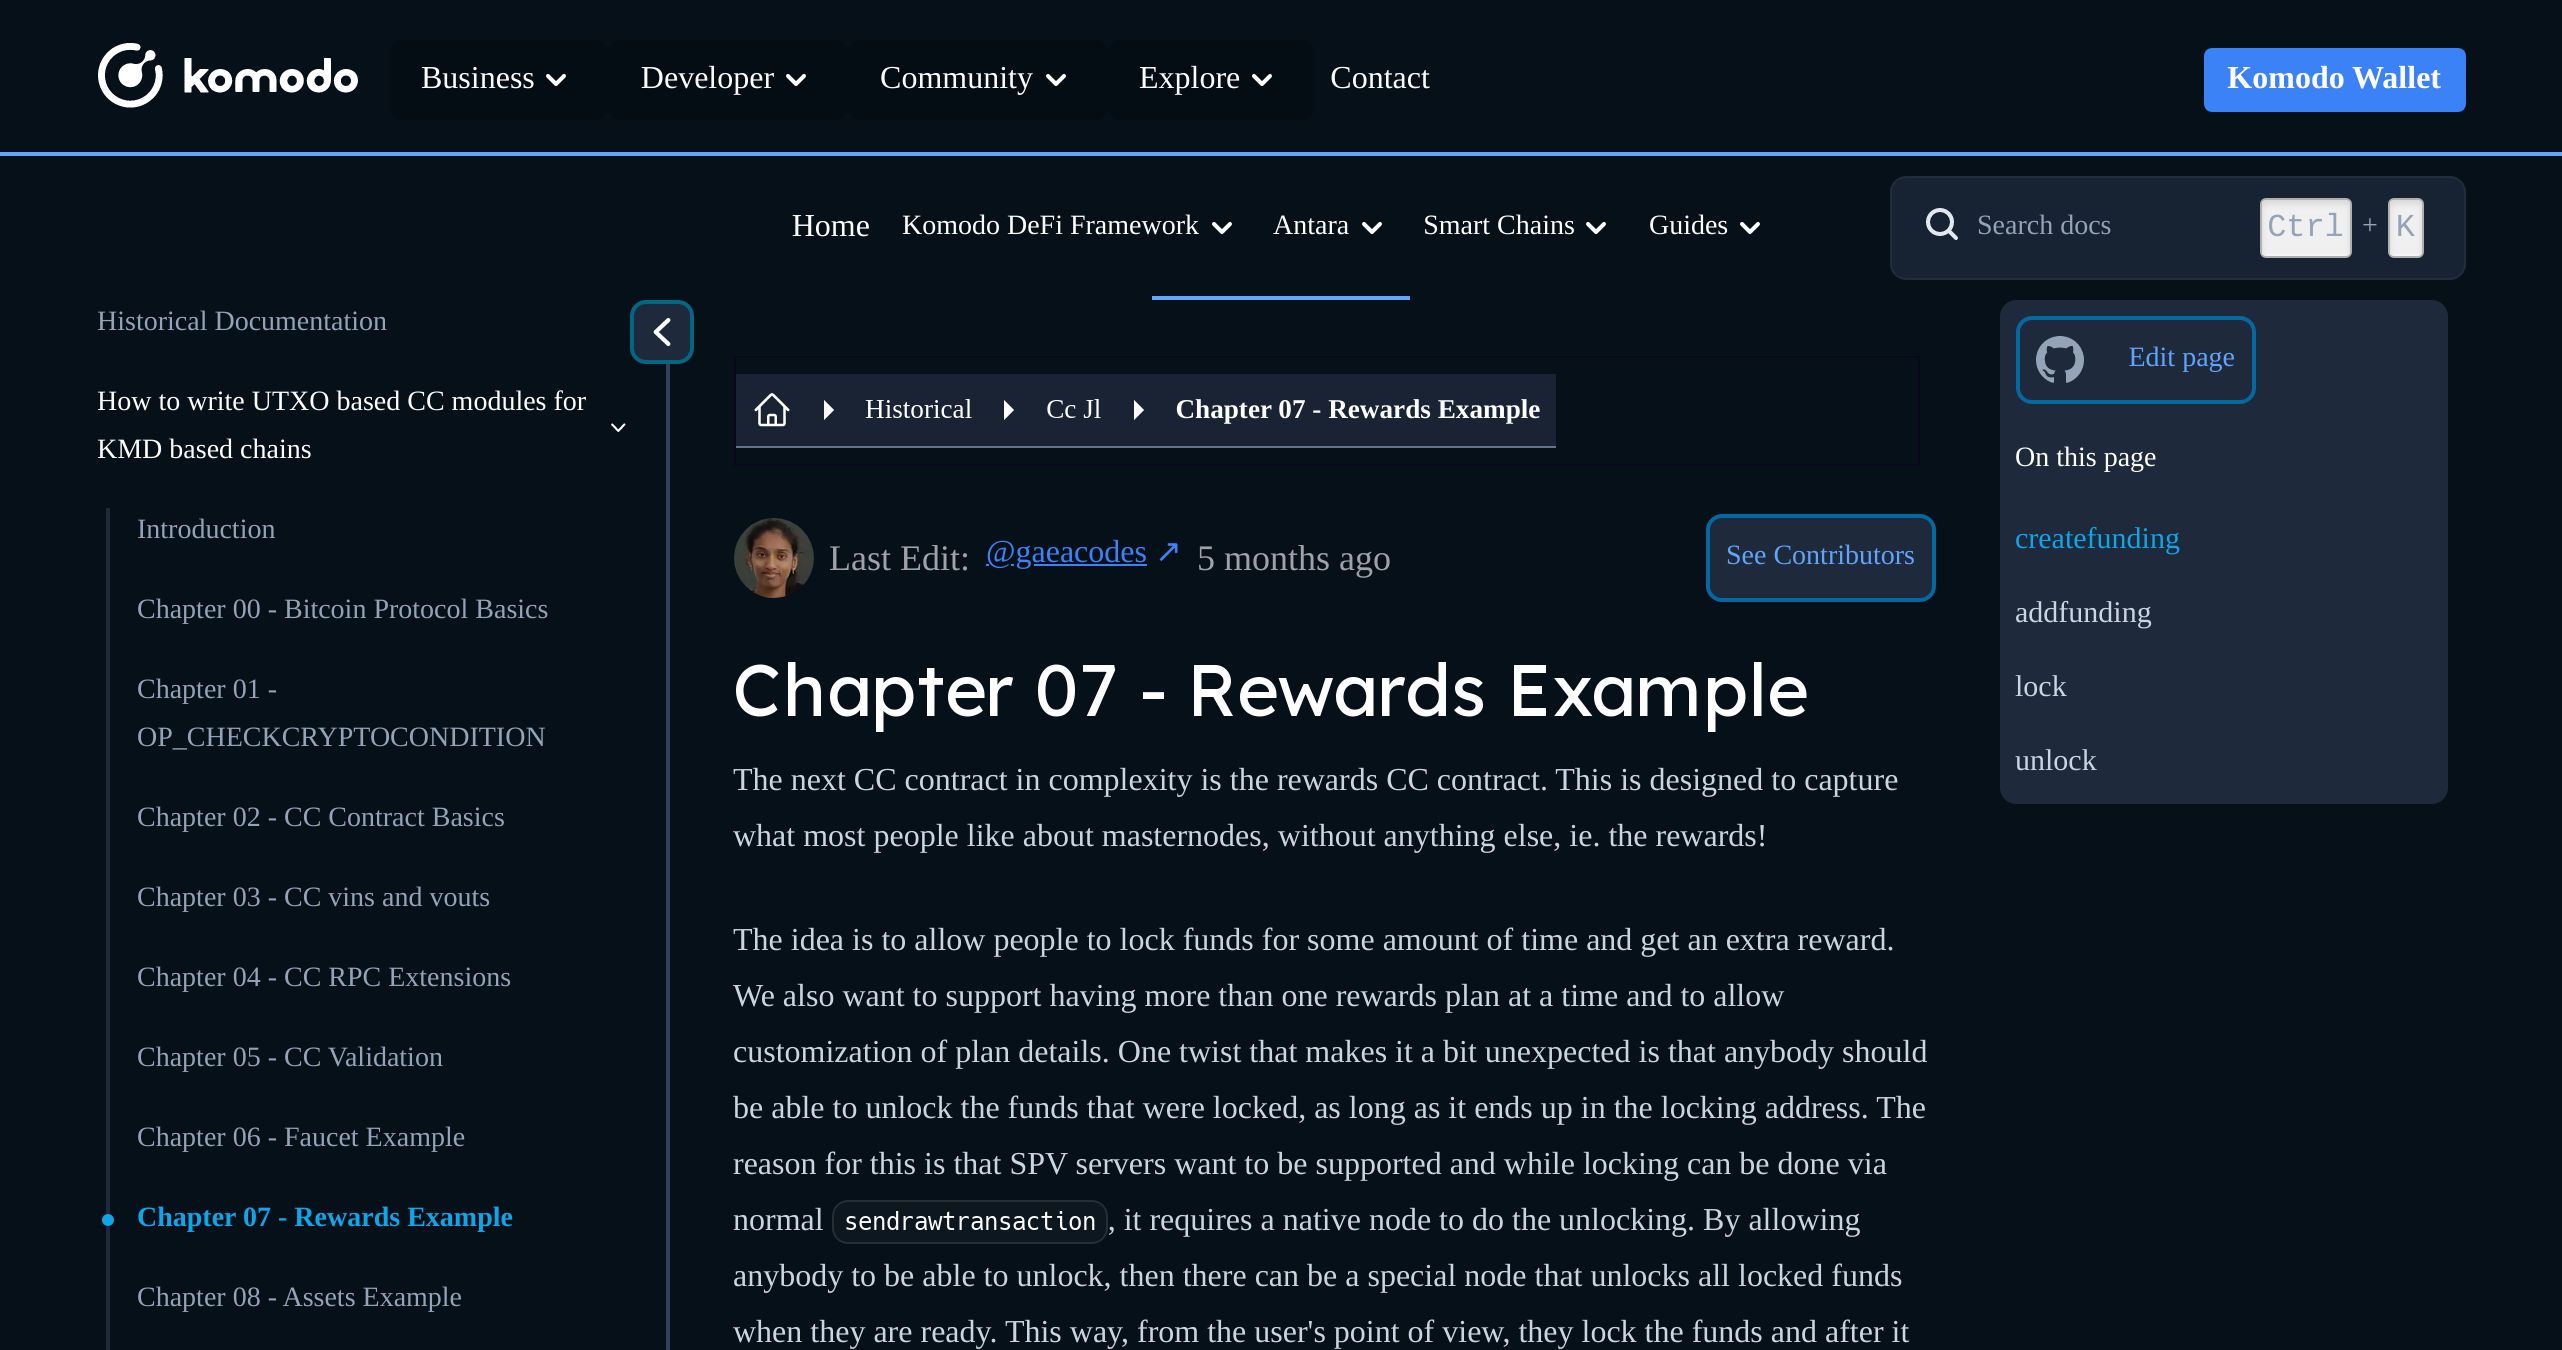 komodo Business Developer Community Explore Contact Komodo Wallet
Home Komodo DeFi Framework Antara Smart Chains Guides Search docs Ctrl + K
Historical Documentation
How to write UTXO based CC modules for
KMD based chains
Introduction
Chapter 00 - Bitcoin Protocol Basics
Chapter 01 -
OP_CHECKCRYPTOCONDITION
Chapter 02 - CC Contract Basics
Chapter 03 - CC vins and vouts
Chapter 04 - CC RPC Extensions
Chapter 05 - CC Validation
Chapter 06 - Faucet Example
Chapter 07 - Rewards Example
Chapter 08 - Assets Example
Historical Cc Jl Chapter 07 - Rewards Example
Last Edit: @gaeacodes ↗ 5 months ago See Contributors
Chapter 07 - Rewards Example
The next CC contract in complexity is the rewards CC contract. This is designed to capture
what most people like about masternodes, without anything else, ie. the rewards!
The idea is to allow people to lock funds for some amount of time and get an extra reward.
We also want to support having more than one rewards plan at a time and to allow
customization of plan details. One twist that makes it a bit unexpected is that anybody should
be able to unlock the funds that were locked, as long as it ends up in the locking address. The
reason for this is that SPV servers want to be supported and while locking can be done via
normal sendrawtransaction, it requires a native node to do the unlocking. By allowing
anybody to be able to unlock, then there can be a special node that unlocks all locked funds
when they are ready. This way, from the user's point of view, they lock the funds and after it
Edit page
On this page
createfunding
addfunding
lock
unlock